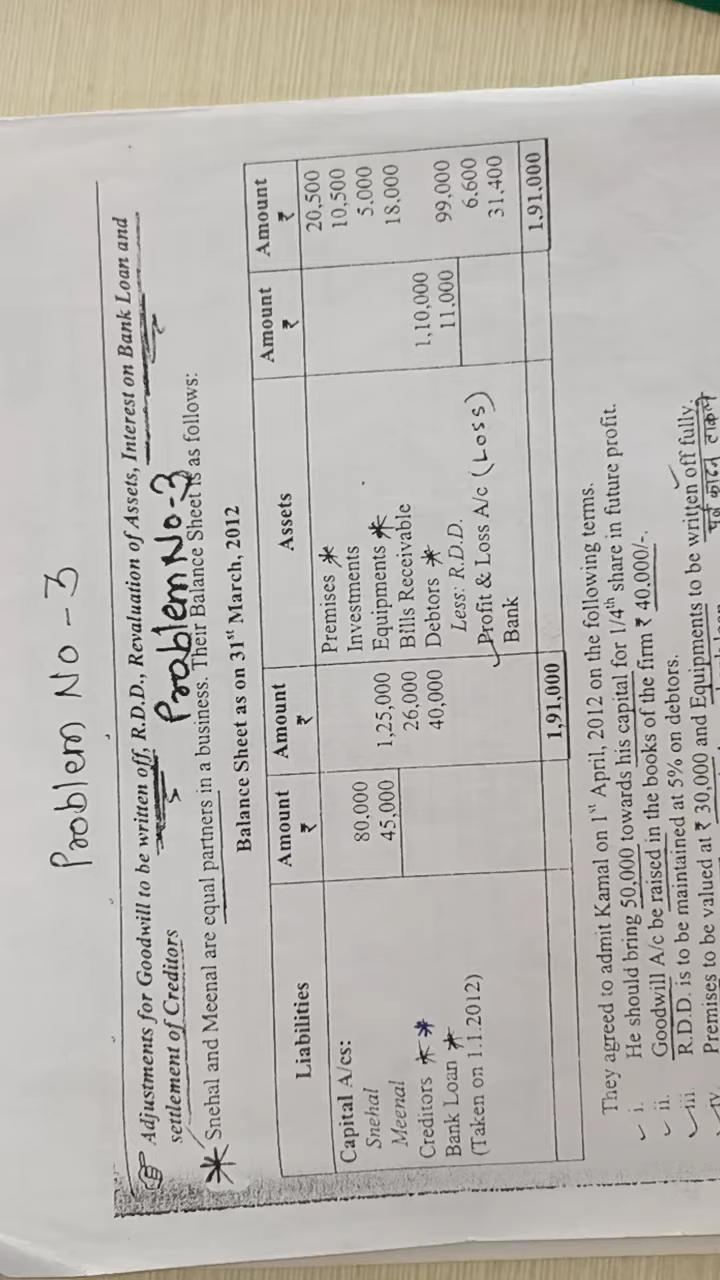 Problem No - 3
Adjustments for Goodwill to be written off, R.D.D., Revaluation of Assets, Interest on Bank Loan and
settlement of Creditors
Problem No-3
* Snehal and Meenal are equal partners in a business. Their Balance Sheet is as follows:
Balance Sheet as on 31st March, 2012
Liabilities Amount ₹ Amount ₹ Assets Amount ₹ Amount ₹
Capital A/cs: Premises * 20,500
Snehal 80,000 Investments 10,500
Meenal 45,000 1,25,000 Equipments * 5.000
Creditors * * 26,000 Bills Receivable 18.000
Bank Loan * 40,000 Debtors * 1,10,000
(Taken on 1.1.2012) Less: R.D.D. 11.000 99.000
Profit & Loss A/c (Loss) 6.600
Bank 31.400
1,91,000 1.91.000
They agreed to admit Kamal on 1st April, 2012 on the following terms.
i. He should bring 50,000 towards his capital for 1/4th share in future profit.
ii. Goodwill A/c be raised in the books of the firm ₹ 40.000/-.
iii. R.D.D. is to be maintained at 5% on debtors.
iv. Premises to be valued at ₹ 30,000 and Equipments to be written off fully.